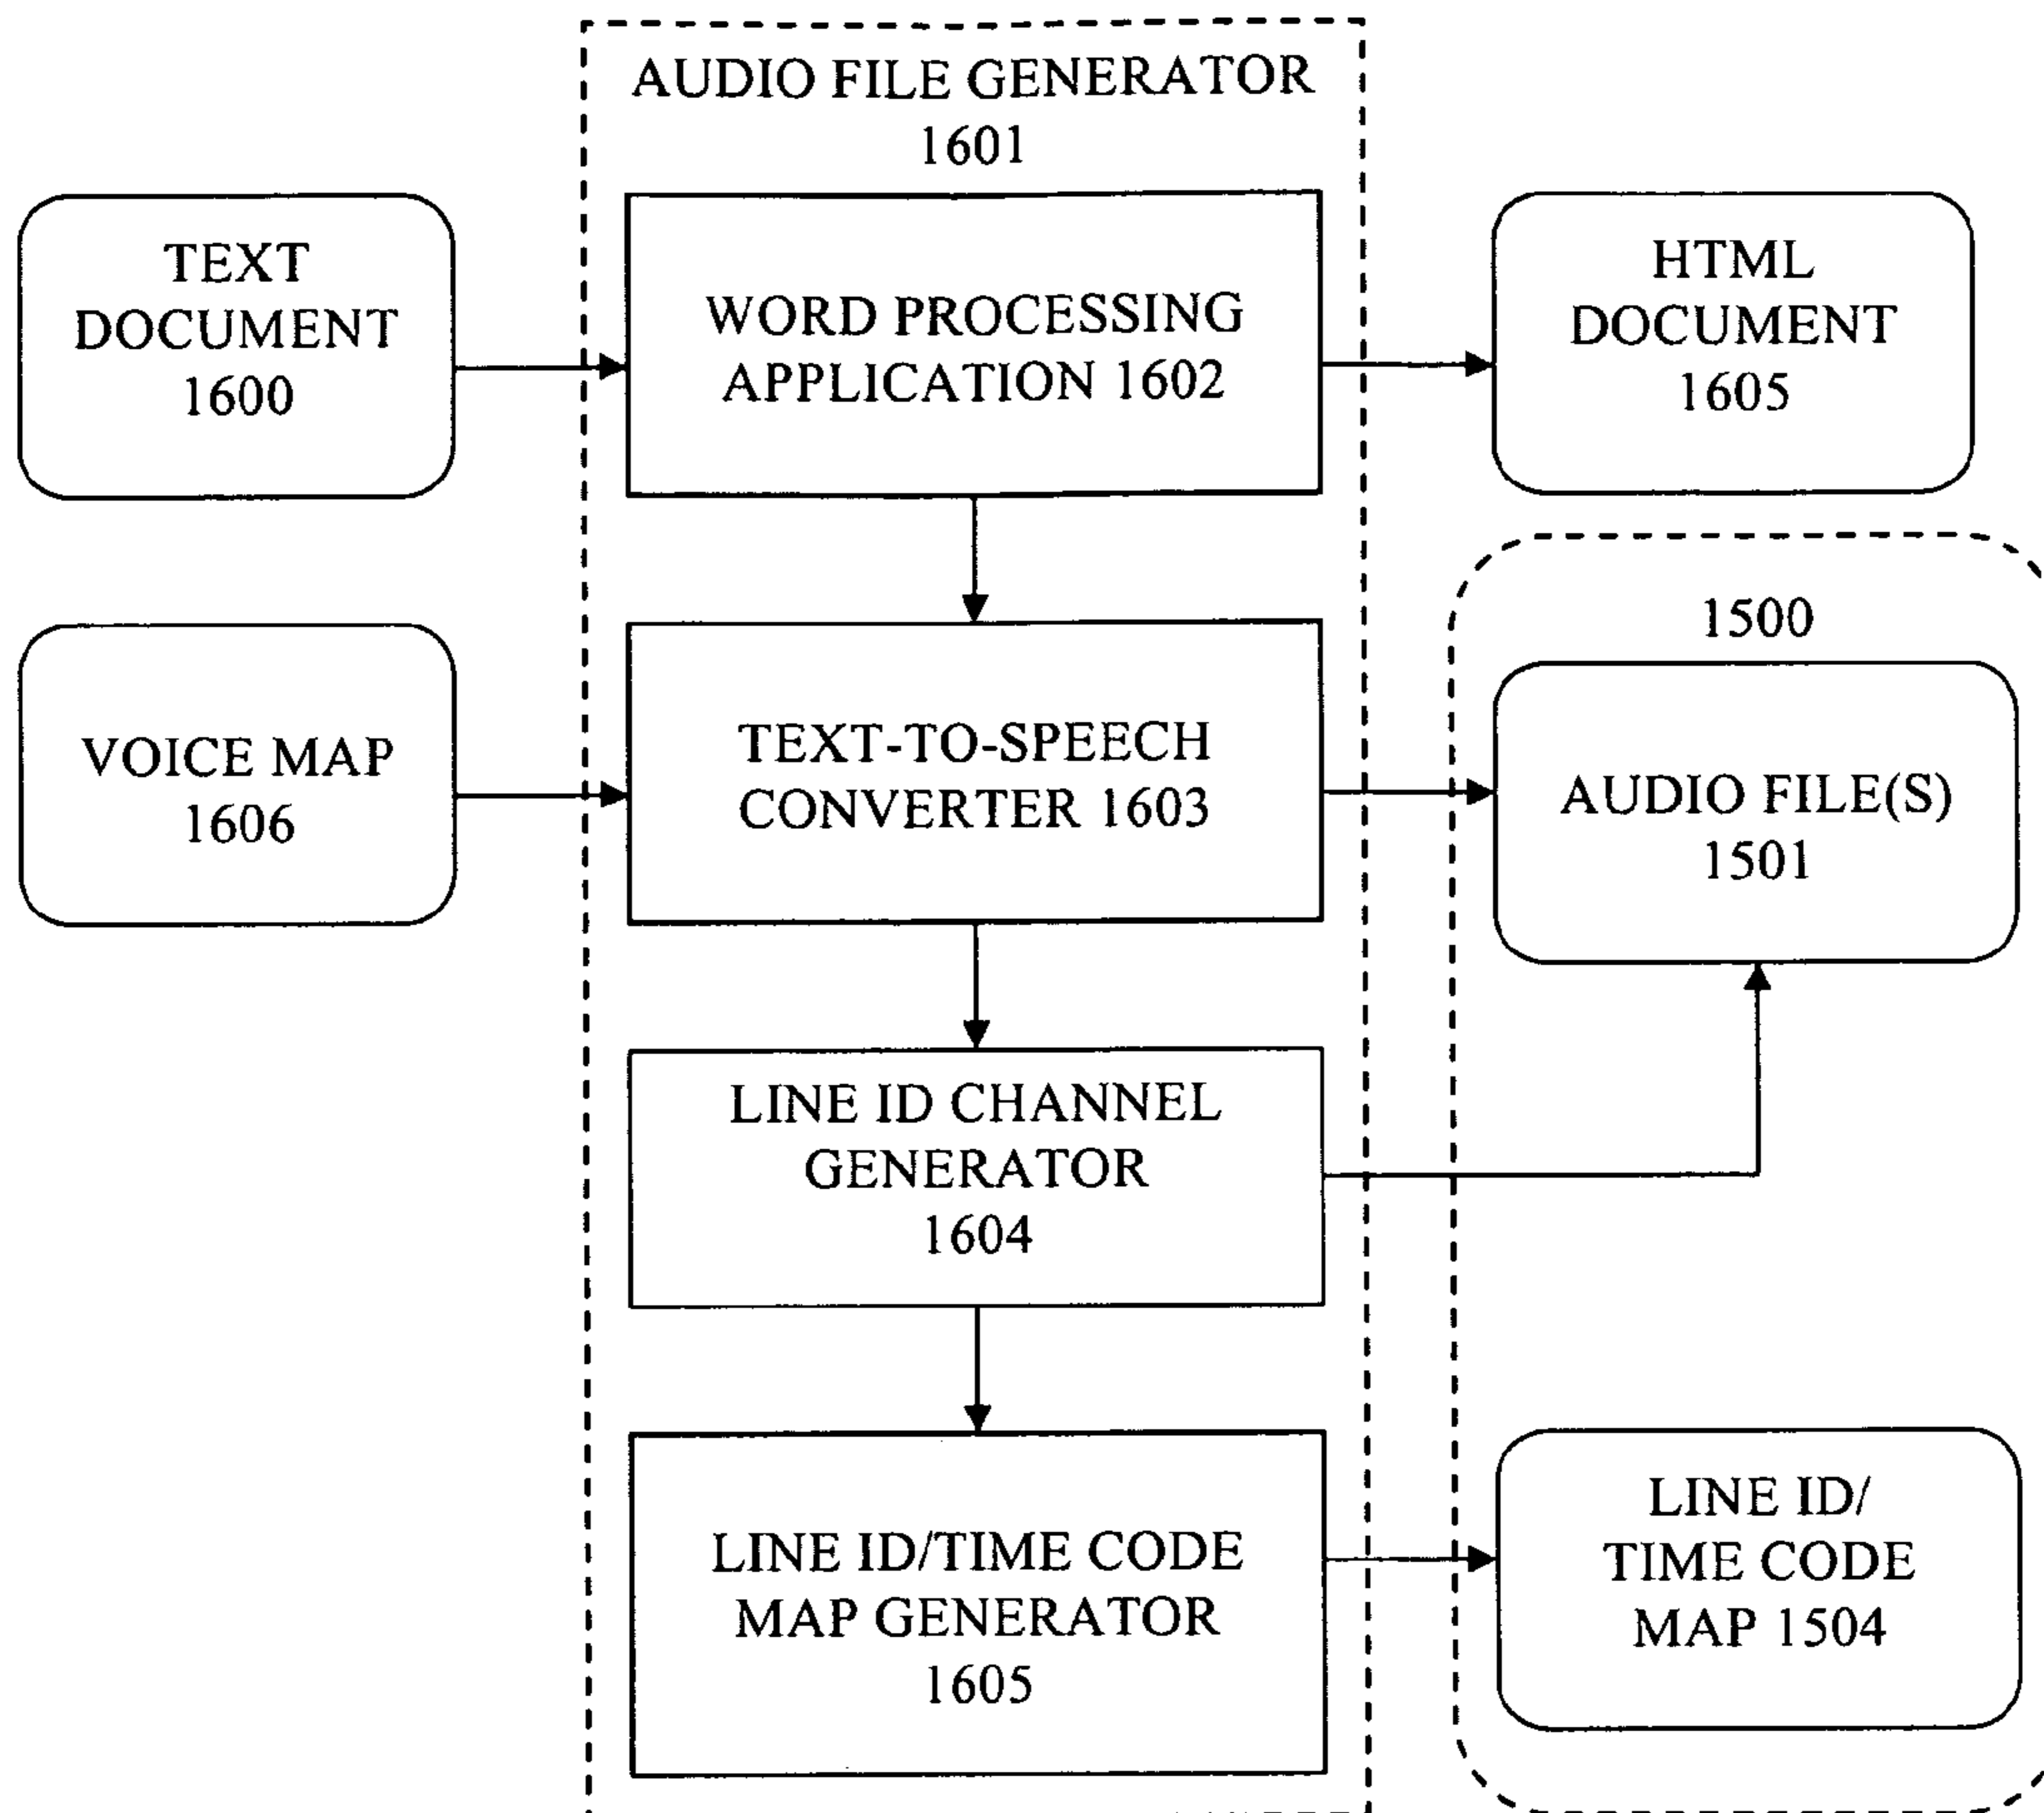 AUDIO FILE GENERATOR
1601
TEXT
DOCUMENT
1600
WORD PROCESSING
APPLICATION 1602
HTML
DOCUMENT
1605
VOICE MAP
1606
TEXT-TO-SPEECH
CONVERTER 1603
1500
AUDIO FILE(S)
1501
LINE ID CHANNEL
GENERATOR
1604
LINE ID/TIME CODE
MAP GENERATOR
1605
LINE ID/
TIME CODE
MAP 1504